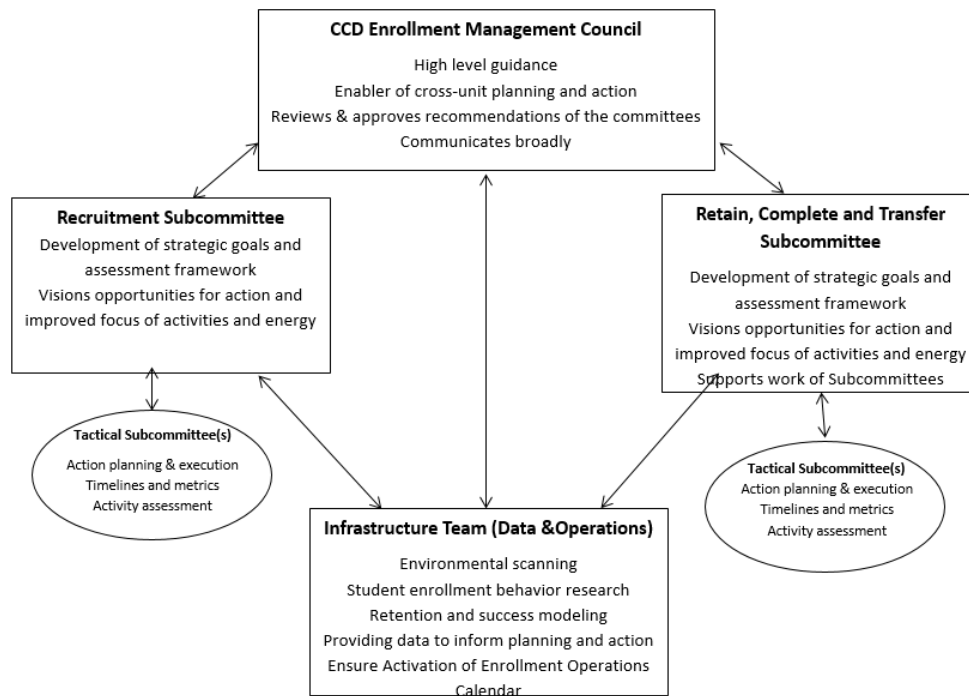 CCD Enrollment Management Council
High level guidance
Enabler of cross-unit planning and action
Reviews & approves recommendations of the committees
Communicates broadly
Recruitment Subcommittee
Development of strategic goals and
assessment framework
Visions opportunities for action and
improved focus of activities and energy
Retain, Complete and Transfer
Subcommittee
Development of strategic goals and
assessment framework
Visions opportunities for action and
improved focus of activities and energy
Supports work of Subcommittees
Tactical Subcommittee(s)
Action planning & execution
Timelines and metrics
Activity assessment
Tactical Subcommittee(s)
Action planning & execution
Timelines and metrics
Activity assessment
Infrastructure Team (Data &Operations)
Environmental scanning
Student enrollment behavior research
Retention and success modeling
Providing data to inform planning and action
Ensure Activation of Enrollment Operations
Calendar